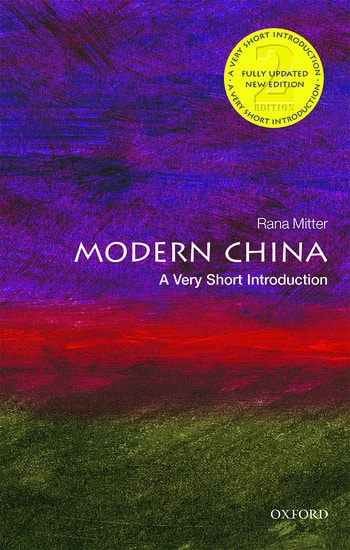 · A VERY SHORT INTRODUCTION ·
FULLY UPDATED
NEW EDITION
2
EDITION
A VERY SHORT INTRODUCTION
Rana Mitter
MODERN CHINA
A Very Short Introduction
OXFORD